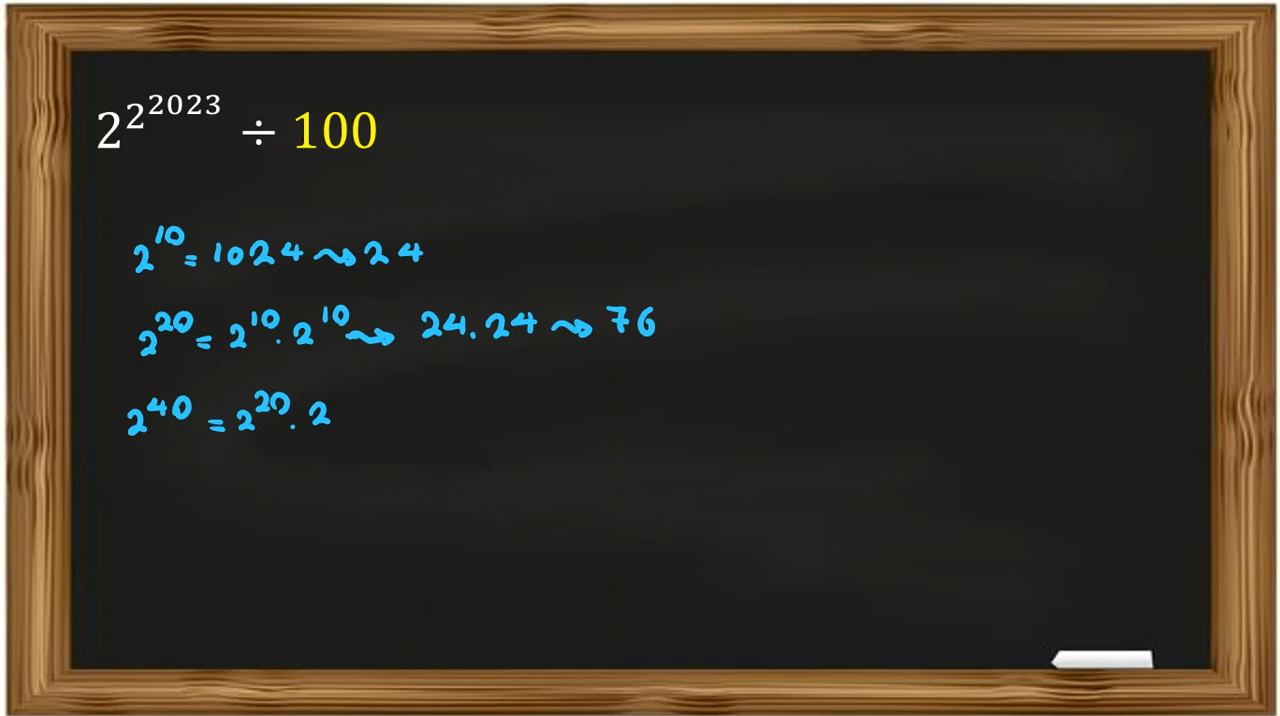 2^2^2023 ÷ 100
2^10 = 1024 ⇝ 24
2^20 = 2^10 . 2^10 ⇝ 24.24 ⇝ 76
2^40 = 2^20 . 2